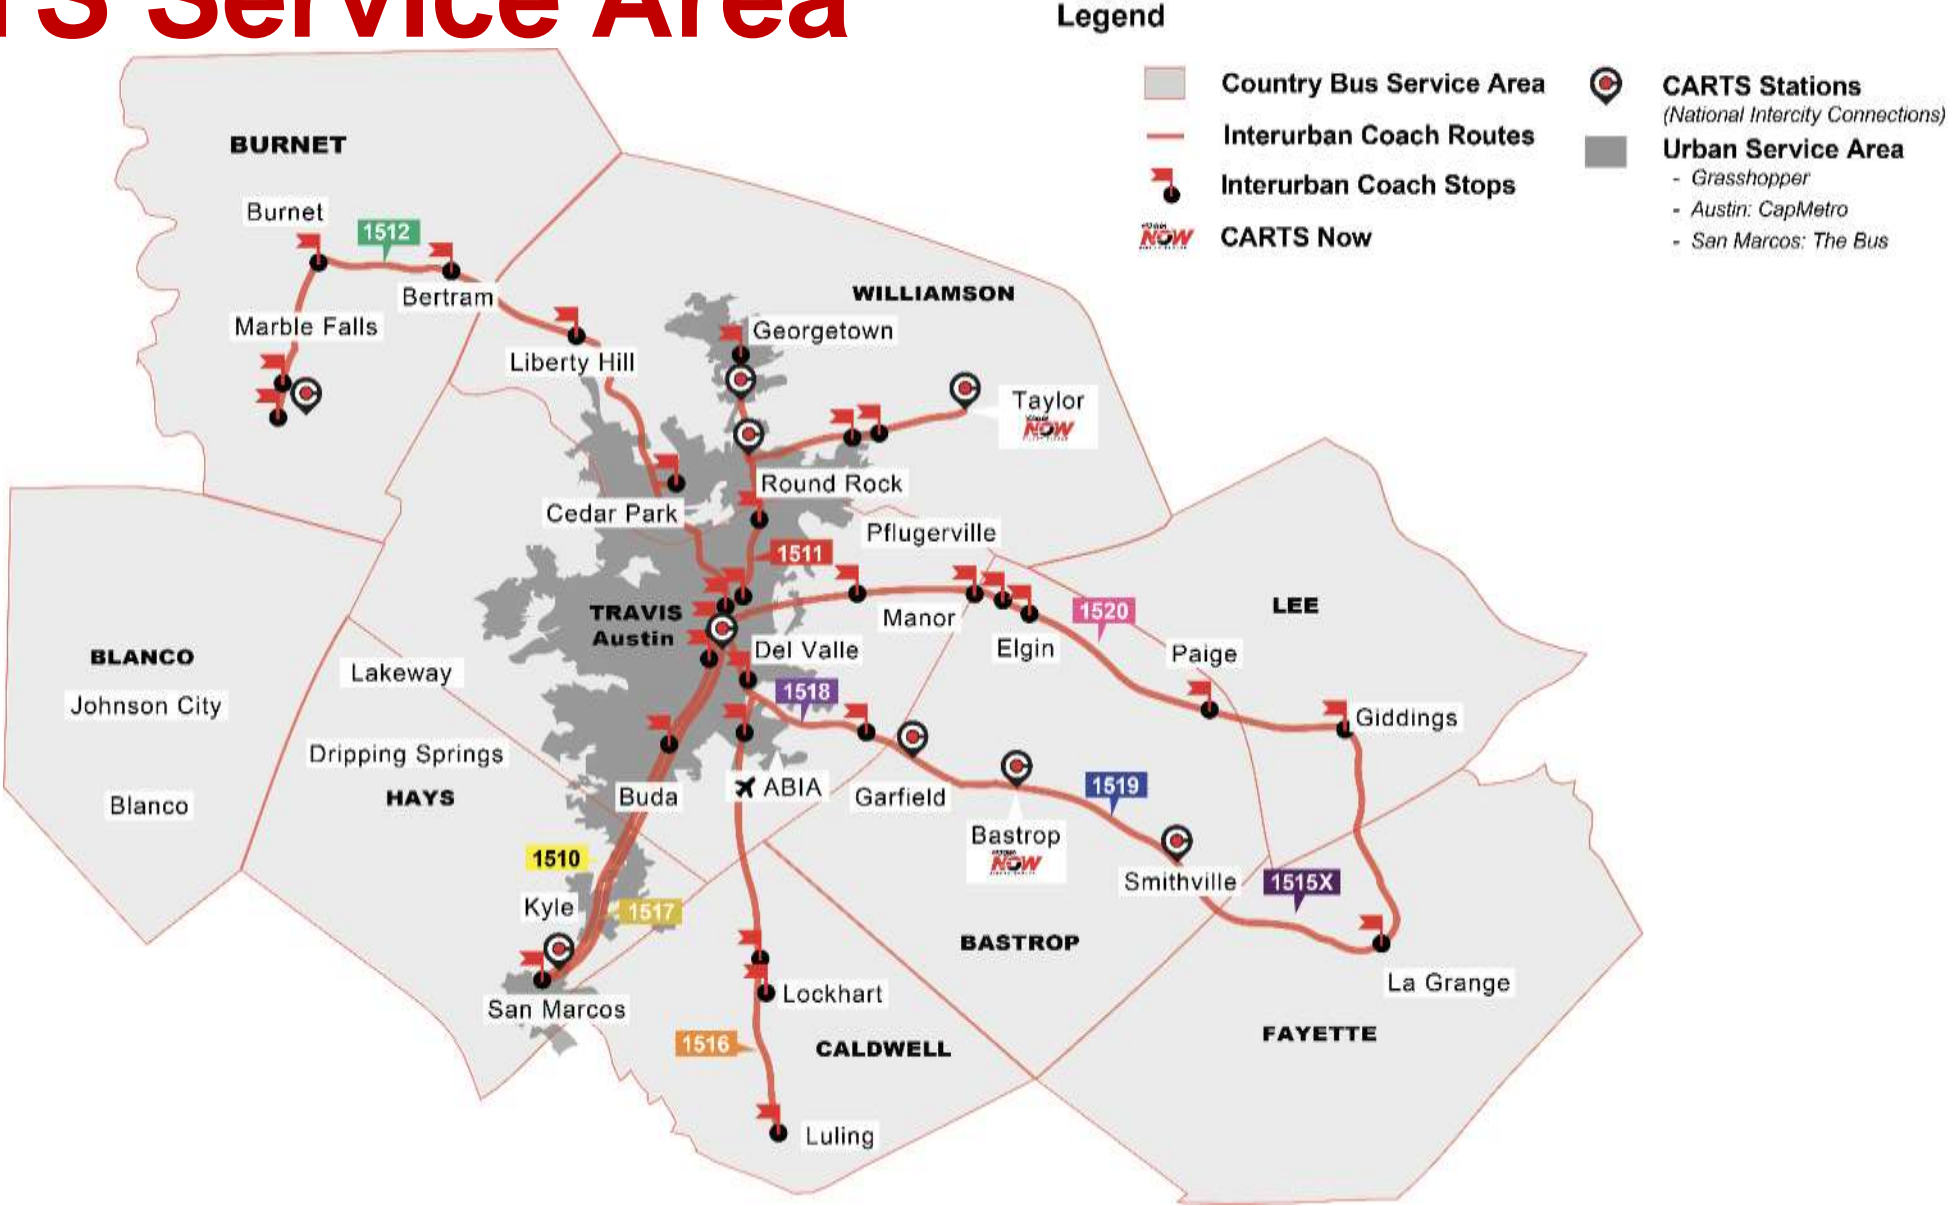 TS Service Area
Legend
Country Bus Service Area
Interurban Coach Routes
Interurban Coach Stops
NOW
CARTS Now
CARTS Stations
(National Intercity Connections)
Urban Service Area
- Grasshopper
- Austin: CapMetro
- San Marcos: The Bus
BURNET
Burnet
1512
Bertram
Marble Falls
Liberty Hill
WILLIAMSON
Georgetown
Taylor
NOW
Round Rock
Cedar Park
Pflugerville
1511
TRAVIS
Austin
Manor
Elgin
1520
Paige
LEE
Giddings
Del Valle
1518
BLANCO
Johnson City
Blanco
Lakeway
Dripping Springs
HAYS
Buda
ABIA
Garfield
Bastrop
NOW
1519
Smithville
1515X
1510
Kyle
1517
San Marcos
BASTROP
La Grange
FAYETTE
Lockhart
1516
CALDWELL
Luling